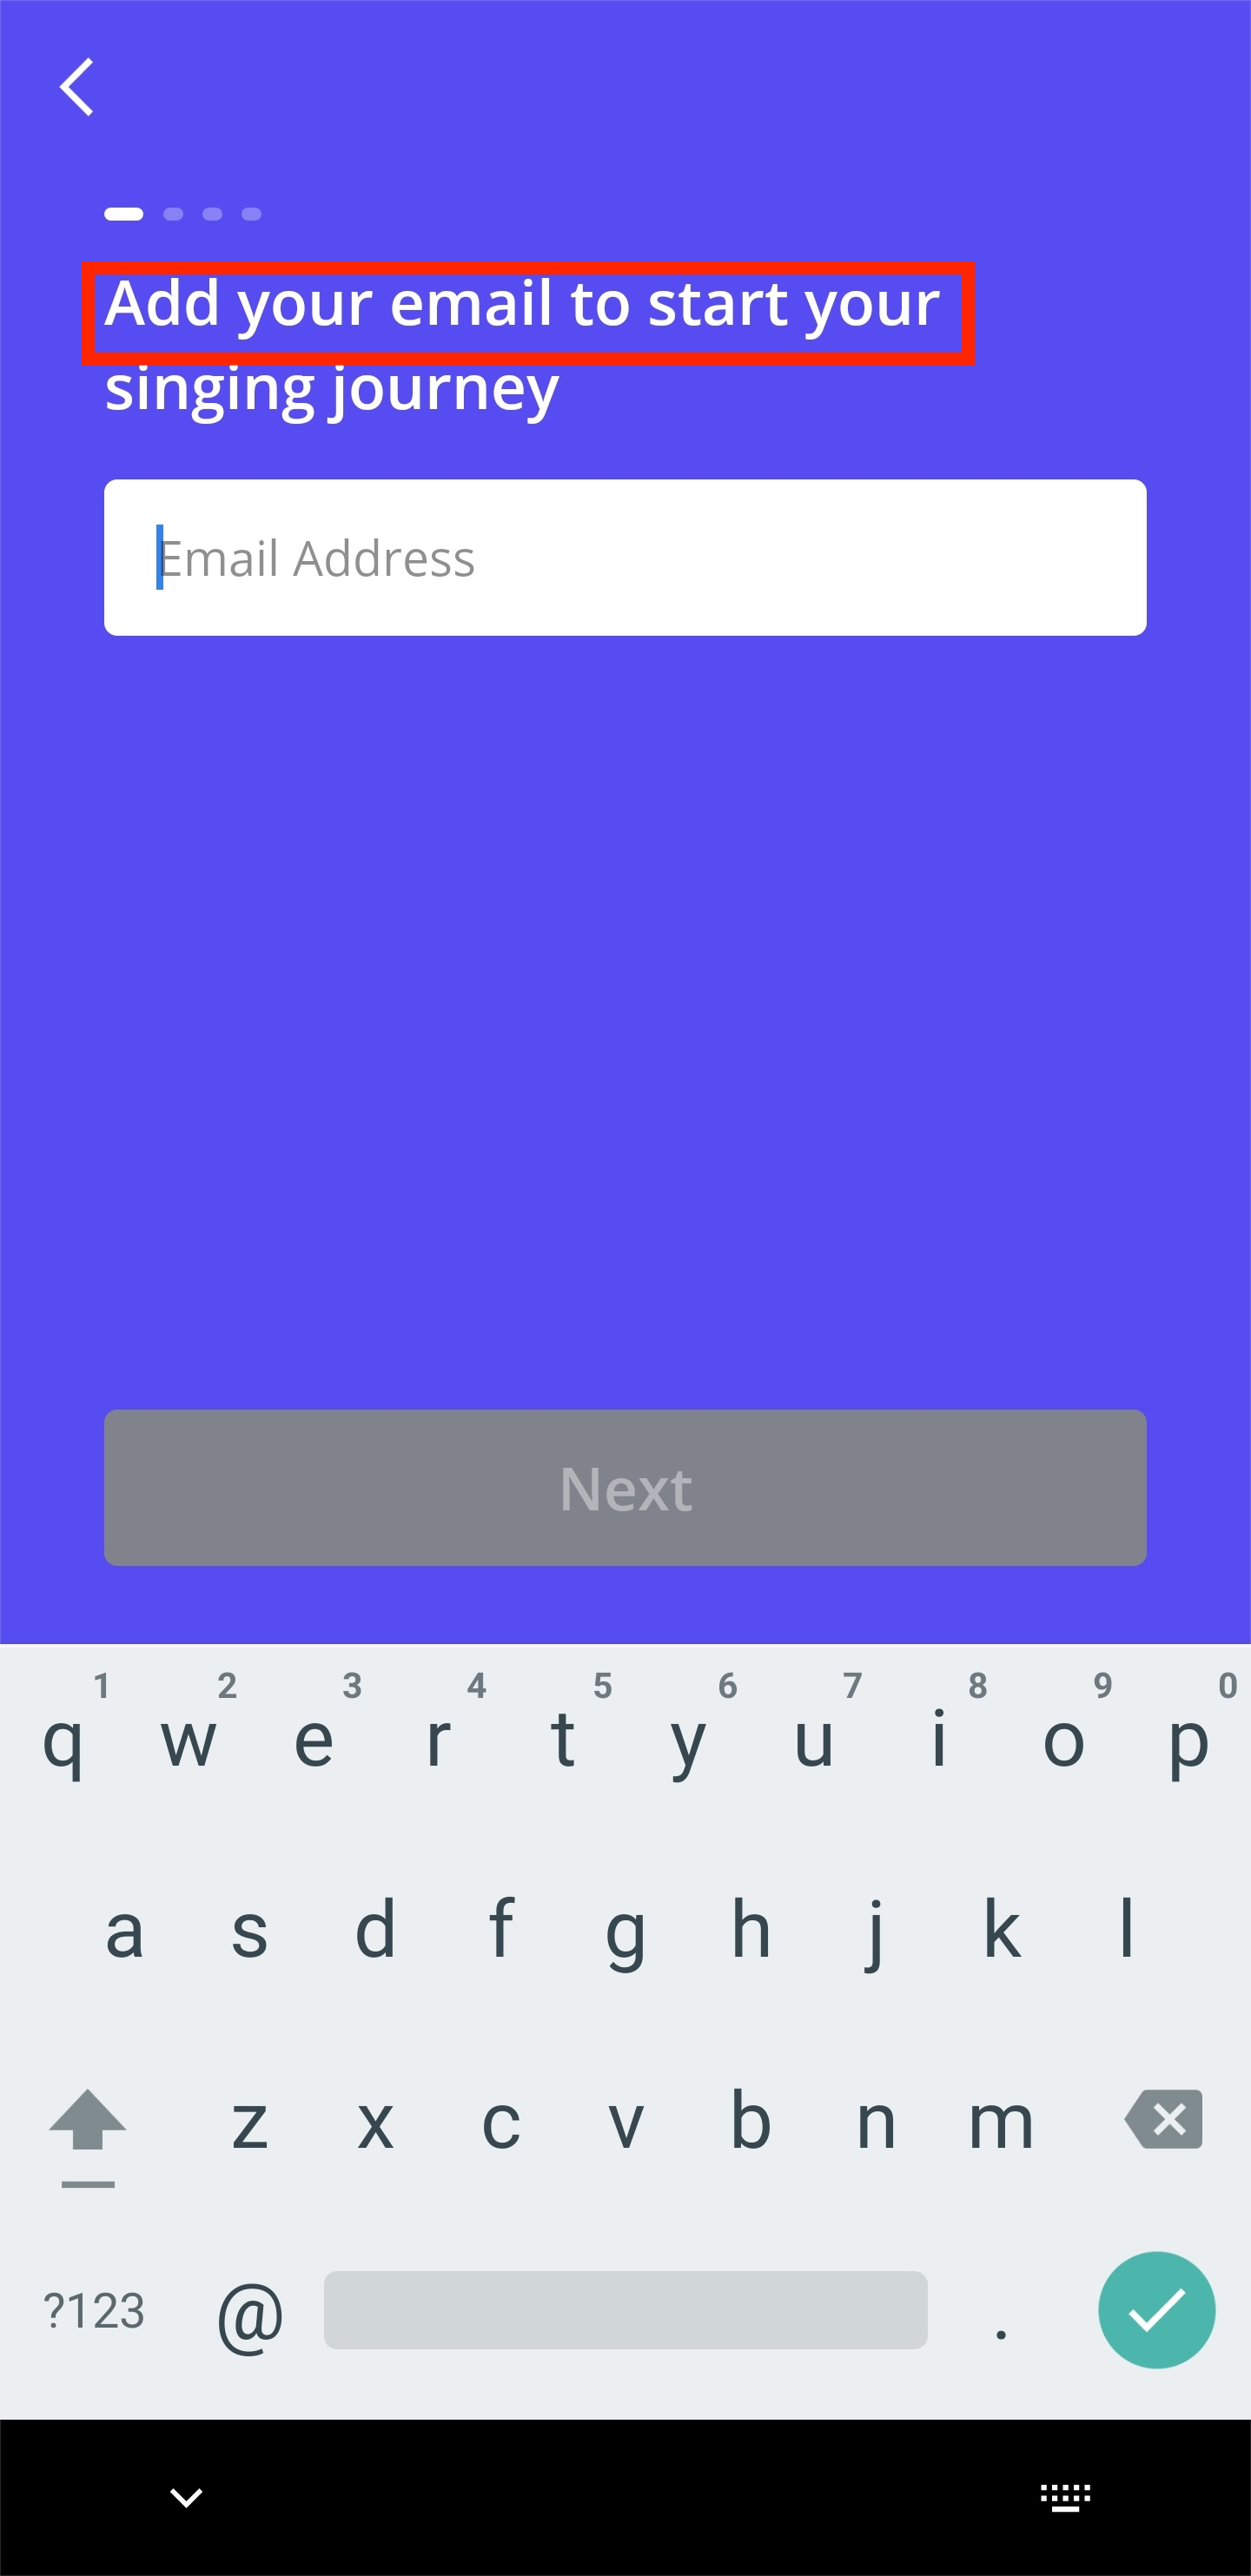 Add your email to start your
singing journey
Email Address
Next
1 2 3 4 5 6 7 8 9 0
q w e r t y u i o p
a s d f g h j k l
z x c v b n m
?123 @ .